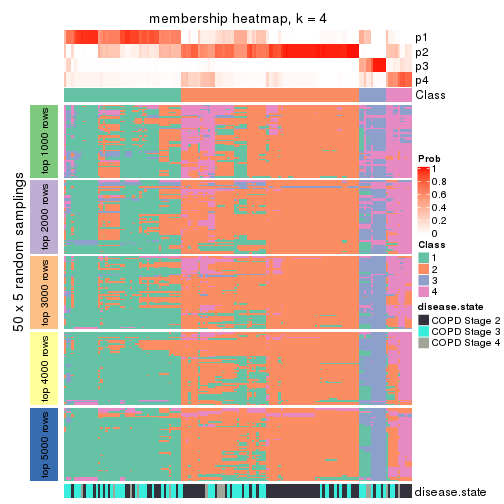 membership heatmap, k = 4
p1
p2
p3
p4
Class
50 x 5 random samplings
top 1000 rows
top 2000 rows
top 3000 rows
top 4000 rows
top 5000 rows
disease.state
Prob
1
0.8
0.6
0.4
0.2
0
Class
1
2
3
4
disease.state
COPD Stage 2
COPD Stage 3
COPD Stage 4